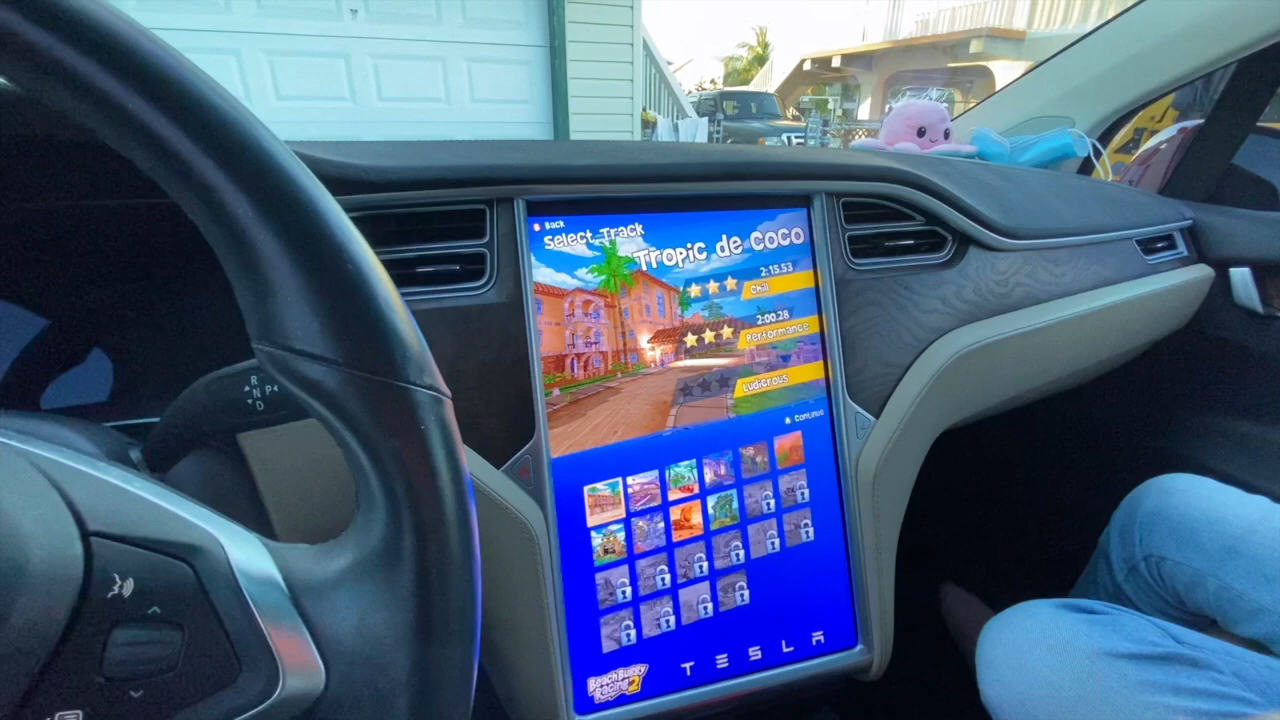 Back
Select Track
Tropic de Coco
2:15.53
Chill
2:00.28
Performance
Ludicrous
Continue
R
N P
D
TESLA
Beach Buggy
Racing 2